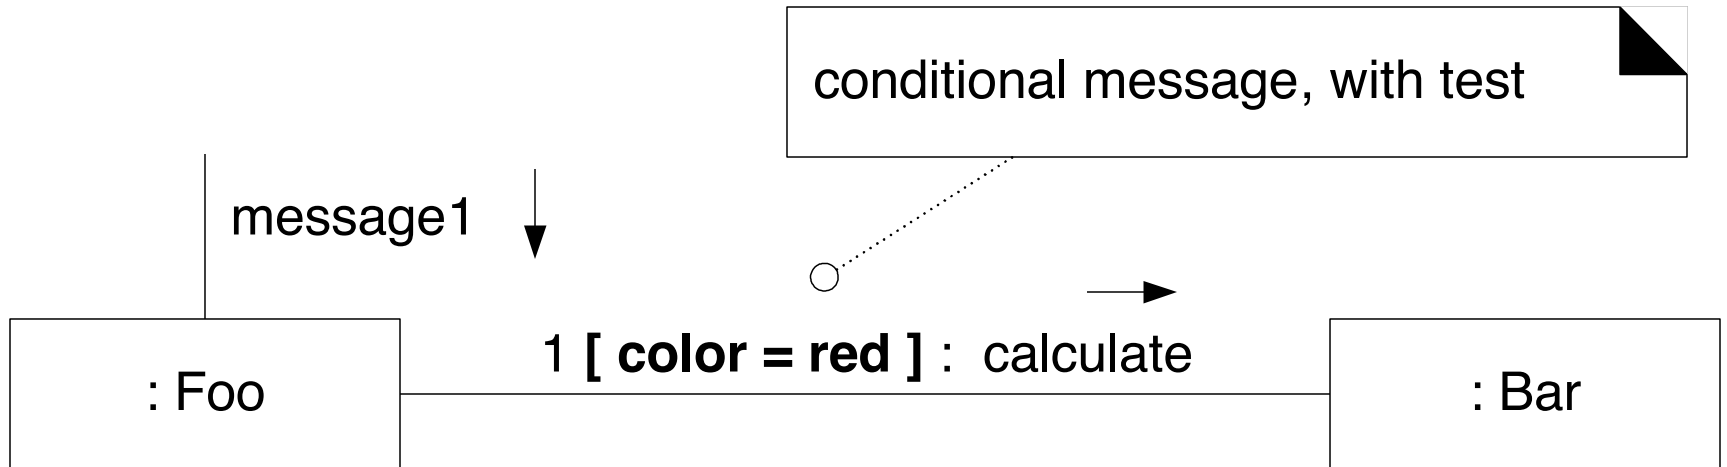 conditional message, with test
message1
1 [ color = red ] : calculate
: Foo
: Bar